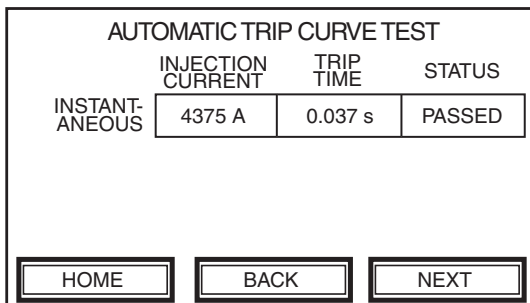 AUTOMATIC TRIP CURVE TEST
INJECTION CURRENT TRIP TIME STATUS
INSTANT-ANEOUS 4375 A 0.037 s PASSED
HOME BACK NEXT